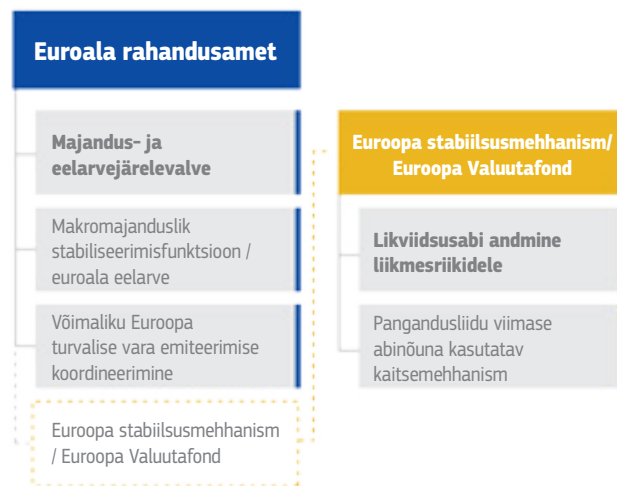 Euroala rahandusamet
Majandus- ja
eelarvejärelevalve
Makromajanduslik
stabiliseerimisfunktsioon /
euroala eelarve
Võimaliku Euroopa
turvalise vara emiteerimise
koordineerimine
Euroopa stabiilsusmehhanism
/ Euroopa Valuutafond
Euroopa stabiilsusmehhanism/
Euroopa Valuutafond
Likviidsusabi andmine
liikmesriikidele
Pangandusliidu viimase
abinõuna kasutatav
kaitsemehhanism